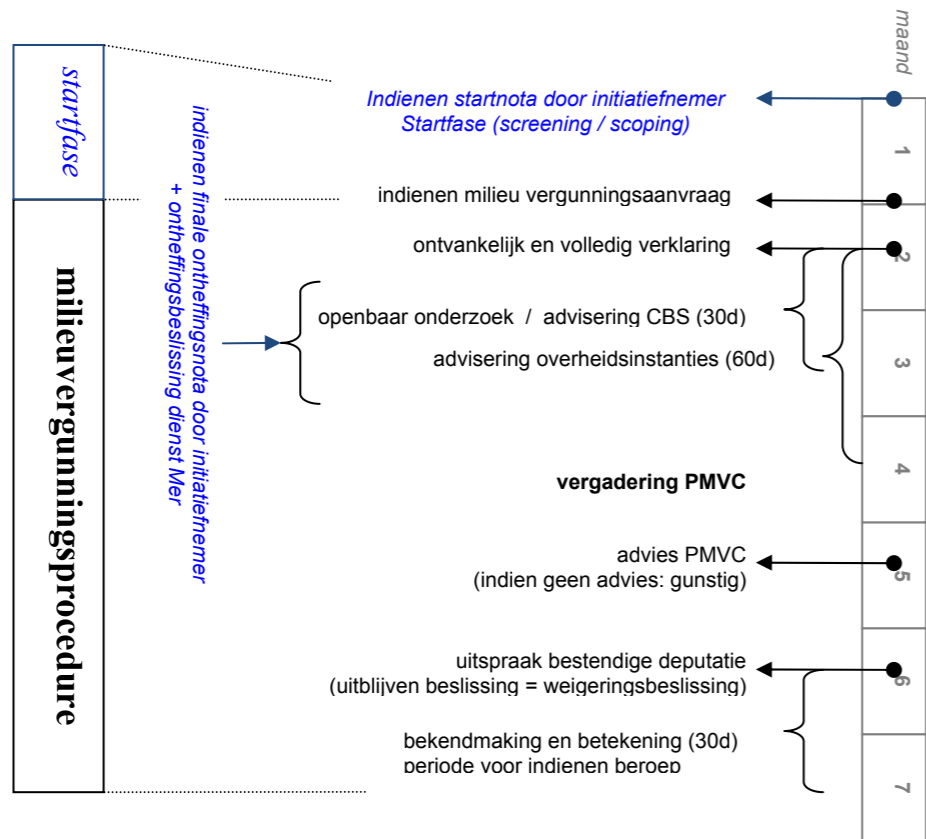 maand
startfase
Indienen startnota door initiatiefnemer
Startfase (screening / scoping)
1
indienen milieu vergunningsaanvraag
ontvankelijk en volledig verklaring
2
openbaar onderzoek / advisering CBS (30d)
advisering overheidsinstanties (60d)
3
indienen finale ontheffingsnota door initiatiefnemer
+ ontheffingsbeslissing dienst Mer
milieuvergunningsprocedure
4
vergadering PMVC
advies PMVC
(indien geen advies: gunstig)
5
uitspraak bestendige deputatie
(uitblijven beslissing = weigeringsbeslissing)
6
bekendmaking en betekening (30d)
periode voor indienen beroep
7